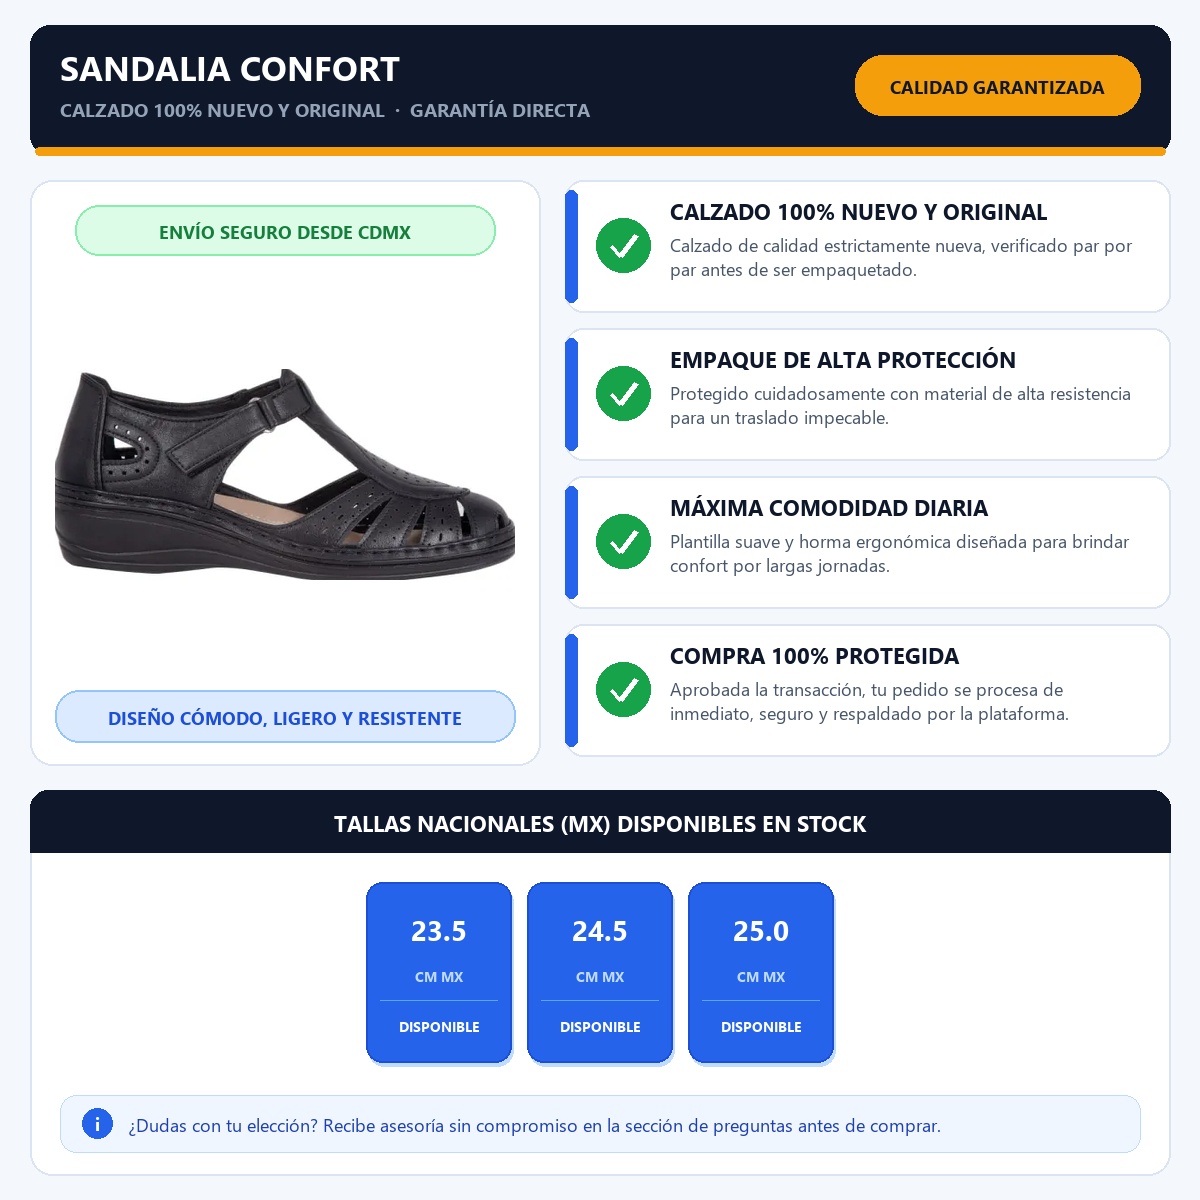 SANDALIA CONFORT
CALZADO 100% NUEVO Y ORIGINAL · GARANTÍA DIRECTA
CALIDAD GARANTIZADA
ENVÍO SEGURO DESDE CDMX
DISEÑO CÓMODO, LIGERO Y RESISTENTE
CALZADO 100% NUEVO Y ORIGINAL
Calzado de calidad estrictamente nueva, verificado par por
par antes de ser empaquetado.
EMPAQUE DE ALTA PROTECCIÓN
Protegido cuidadosamente con material de alta resistencia
para un traslado impecable.
MÁXIMA COMODIDAD DIARIA
Plantilla suave y horma ergonómica diseñada para brindar
confort por largas jornadas.
COMPRA 100% PROTEGIDA
Aprobada la transacción, tu pedido se procesa de
inmediato, seguro y respaldado por la plataforma.
TALLAS NACIONALES (MX) DISPONIBLES EN STOCK
23.5
CM MX
DISPONIBLE
24.5
CM MX
DISPONIBLE
25.0
CM MX
DISPONIBLE
¿Dudas con tu elección? Recibe asesoría sin compromiso en la sección de preguntas antes de comprar.